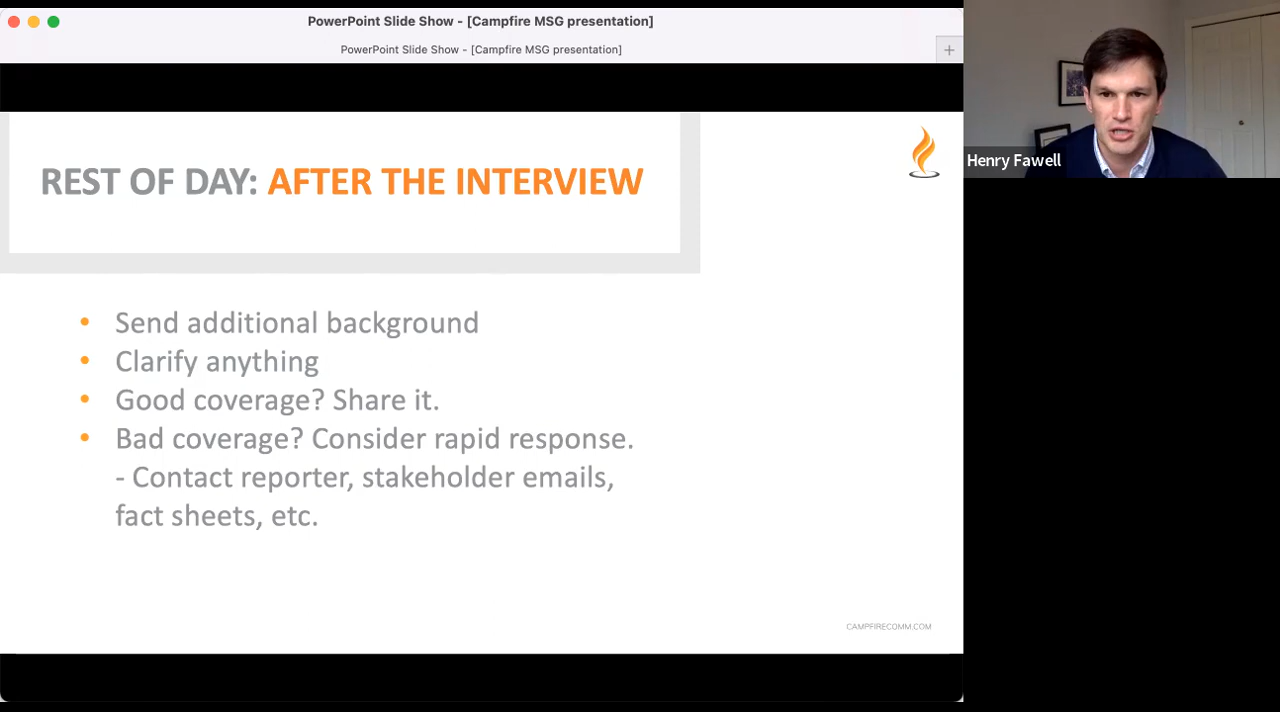 PowerPoint Slide Show - [Campfire MSG presentation]
PowerPoint Slide Show - [Campfire MSG presentation]
+
REST OF DAY: AFTER THE INTERVIEW
• Send additional background
• Clarify anything
• Good coverage? Share it.
• Bad coverage? Consider rapid response.
- Contact reporter, stakeholder emails,
fact sheets, etc.
CAMPFIRECOMM.COM
Henry Fawell